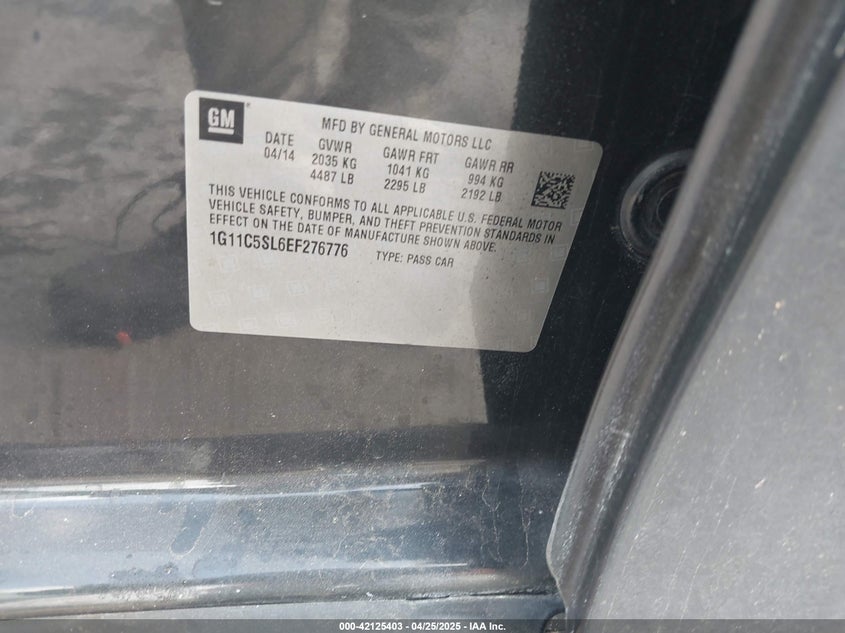 GM
MFD BY GENERAL MOTORS LLC
DATE GVWR GAWR FRT GAWR RR
04/14 2035 KG 1041 KG 994 KG
4487 LB 2295 LB 2192 LB
THIS VEHICLE CONFORMS TO ALL APPLICABLE U.S. FEDERAL MOTOR
VEHICLE SAFETY, BUMPER, AND THEFT PREVENTION STANDARDS IN
EFFECT ON THE DATE OF MANUFACTURE SHOWN ABOVE.
1G11C5SL6EF276776 TYPE: PASS CAR
000-42125403 - 04/25/2025 - IAA Inc.